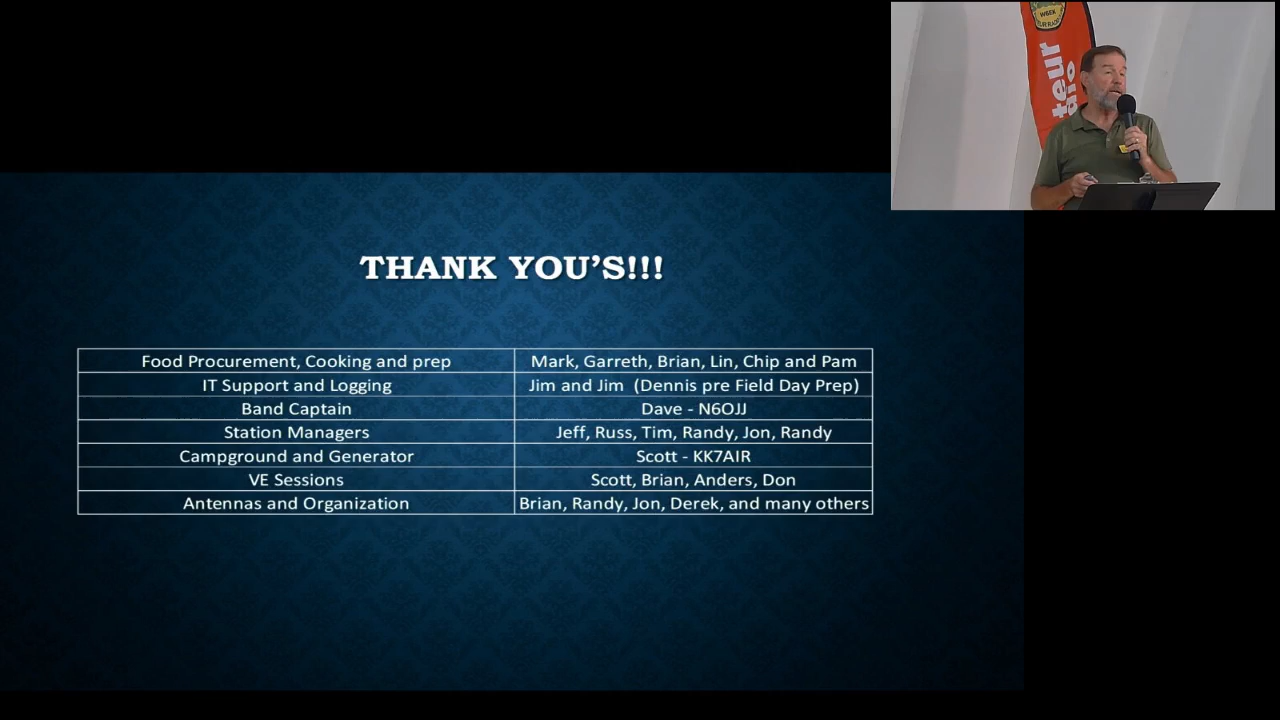 WEEK
teur
dio
THANK YOU’S!!!
Food Procurement, Cooking and prep Mark, Garreth, Brian, Lin, Chip and Pam
IT Support and Logging Jim and Jim (Dennis pre Field Day Prep)
Band Captain Dave - N6OJJ
Station Managers Jeff, Russ, Tim, Randy, Jon, Randy
Campground and Generator Scott - KK7AIR
VE Sessions Scott, Brian, Anders, Don
Antennas and Organization Brian, Randy, Jon, Derek, and many others